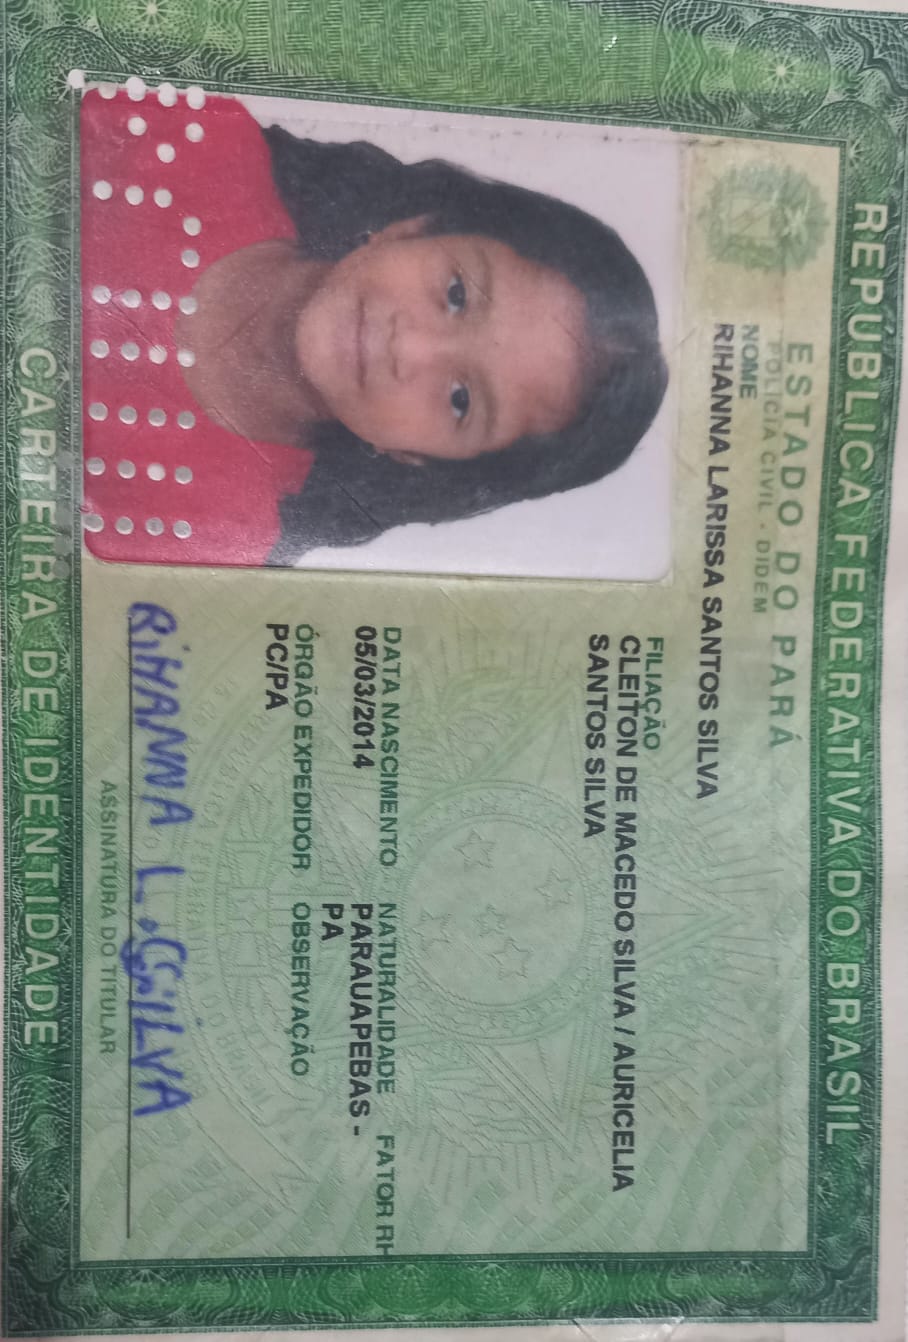 REPÚBLICA FEDERATIVA DO BRASIL
ESTADO DO PARÁ
POLÍCIA CIVIL - DIDEM
NOME
RIHANNA LARISSA SANTOS SILVA
FILIAÇÃO
CLEITON DE MACEDO SILVA / AURICELIA
SANTOS SILVA
DATA NASCIMENTO NATURALIDADE FATOR RH
05/03/2014 PARAUAPEBAS -
PA
ÓRGÃO EXPEDIDOR OBSERVAÇÃO
PC/PA
RiHANNA L.SSiLVA
ASSINATURA DO TITULAR
CARTEIRA DE IDENTIDADE